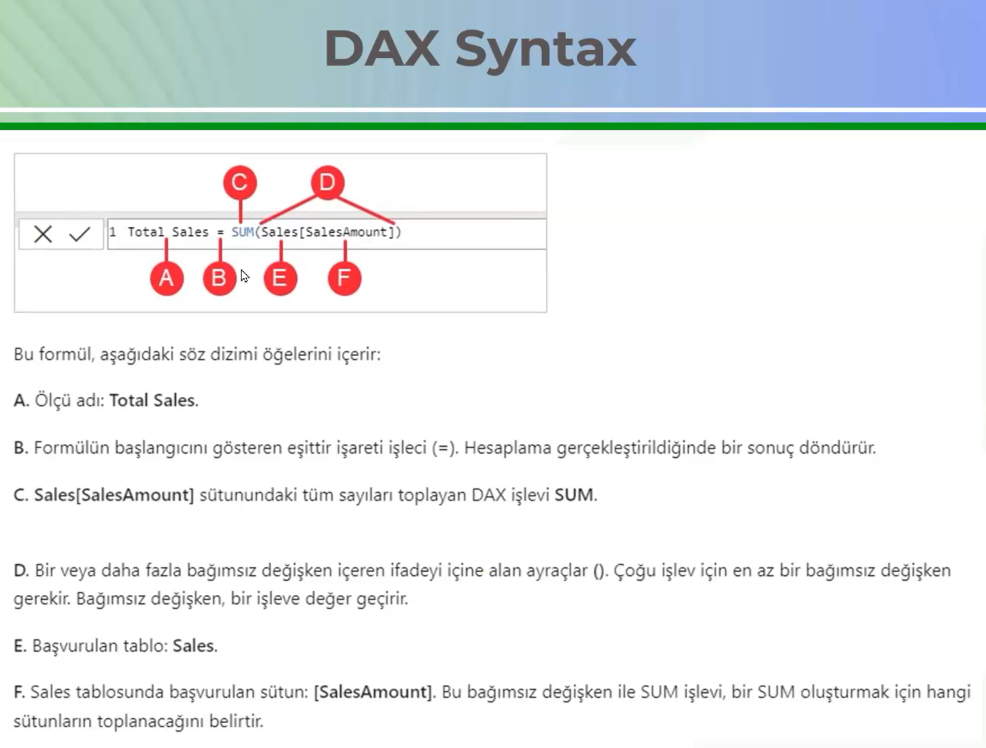 DAX Syntax
C D
1 Total Sales = SUM(Sales[SalesAmount])
A B E F
Bu formül, aşağıdaki söz dizimi öğelerini içerir:
A. Ölçü adı: Total Sales.
B. Formülün başlangıcını gösteren eşittir işareti işleci (=). Hesaplama gerçekleştirildiğinde bir sonuç döndürür.
C. Sales[SalesAmount] sütunundaki tüm sayıları toplayan DAX işlevi SUM.
D. Bir veya daha fazla bağımsız değişken içeren ifadeyi içine alan ayraçlar (). Çoğu işlev için en az bir bağımsız değişken
gerekir. Bağımsız değişken, bir işleve değer geçirir.
E. Başvurulan tablo: Sales.
F. Sales tablosunda başvurulan sütun: [SalesAmount]. Bu bağımsız değişken ile SUM işlevi, bir SUM oluşturmak için hangi
sütunların toplanacağını belirtir.